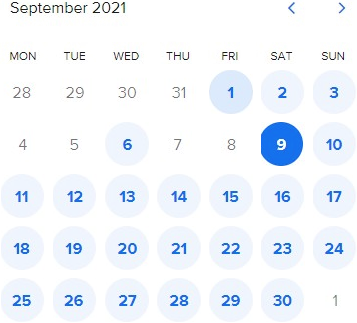 September 2021
MON TUE WED THU FRI SAT SUN
28 29 30 31 1 2 3
4 5 6 7 8 9 10
11 12 13 14 15 16 17
18 19 20 21 22 23 24
25 26 27 28 29 30 1